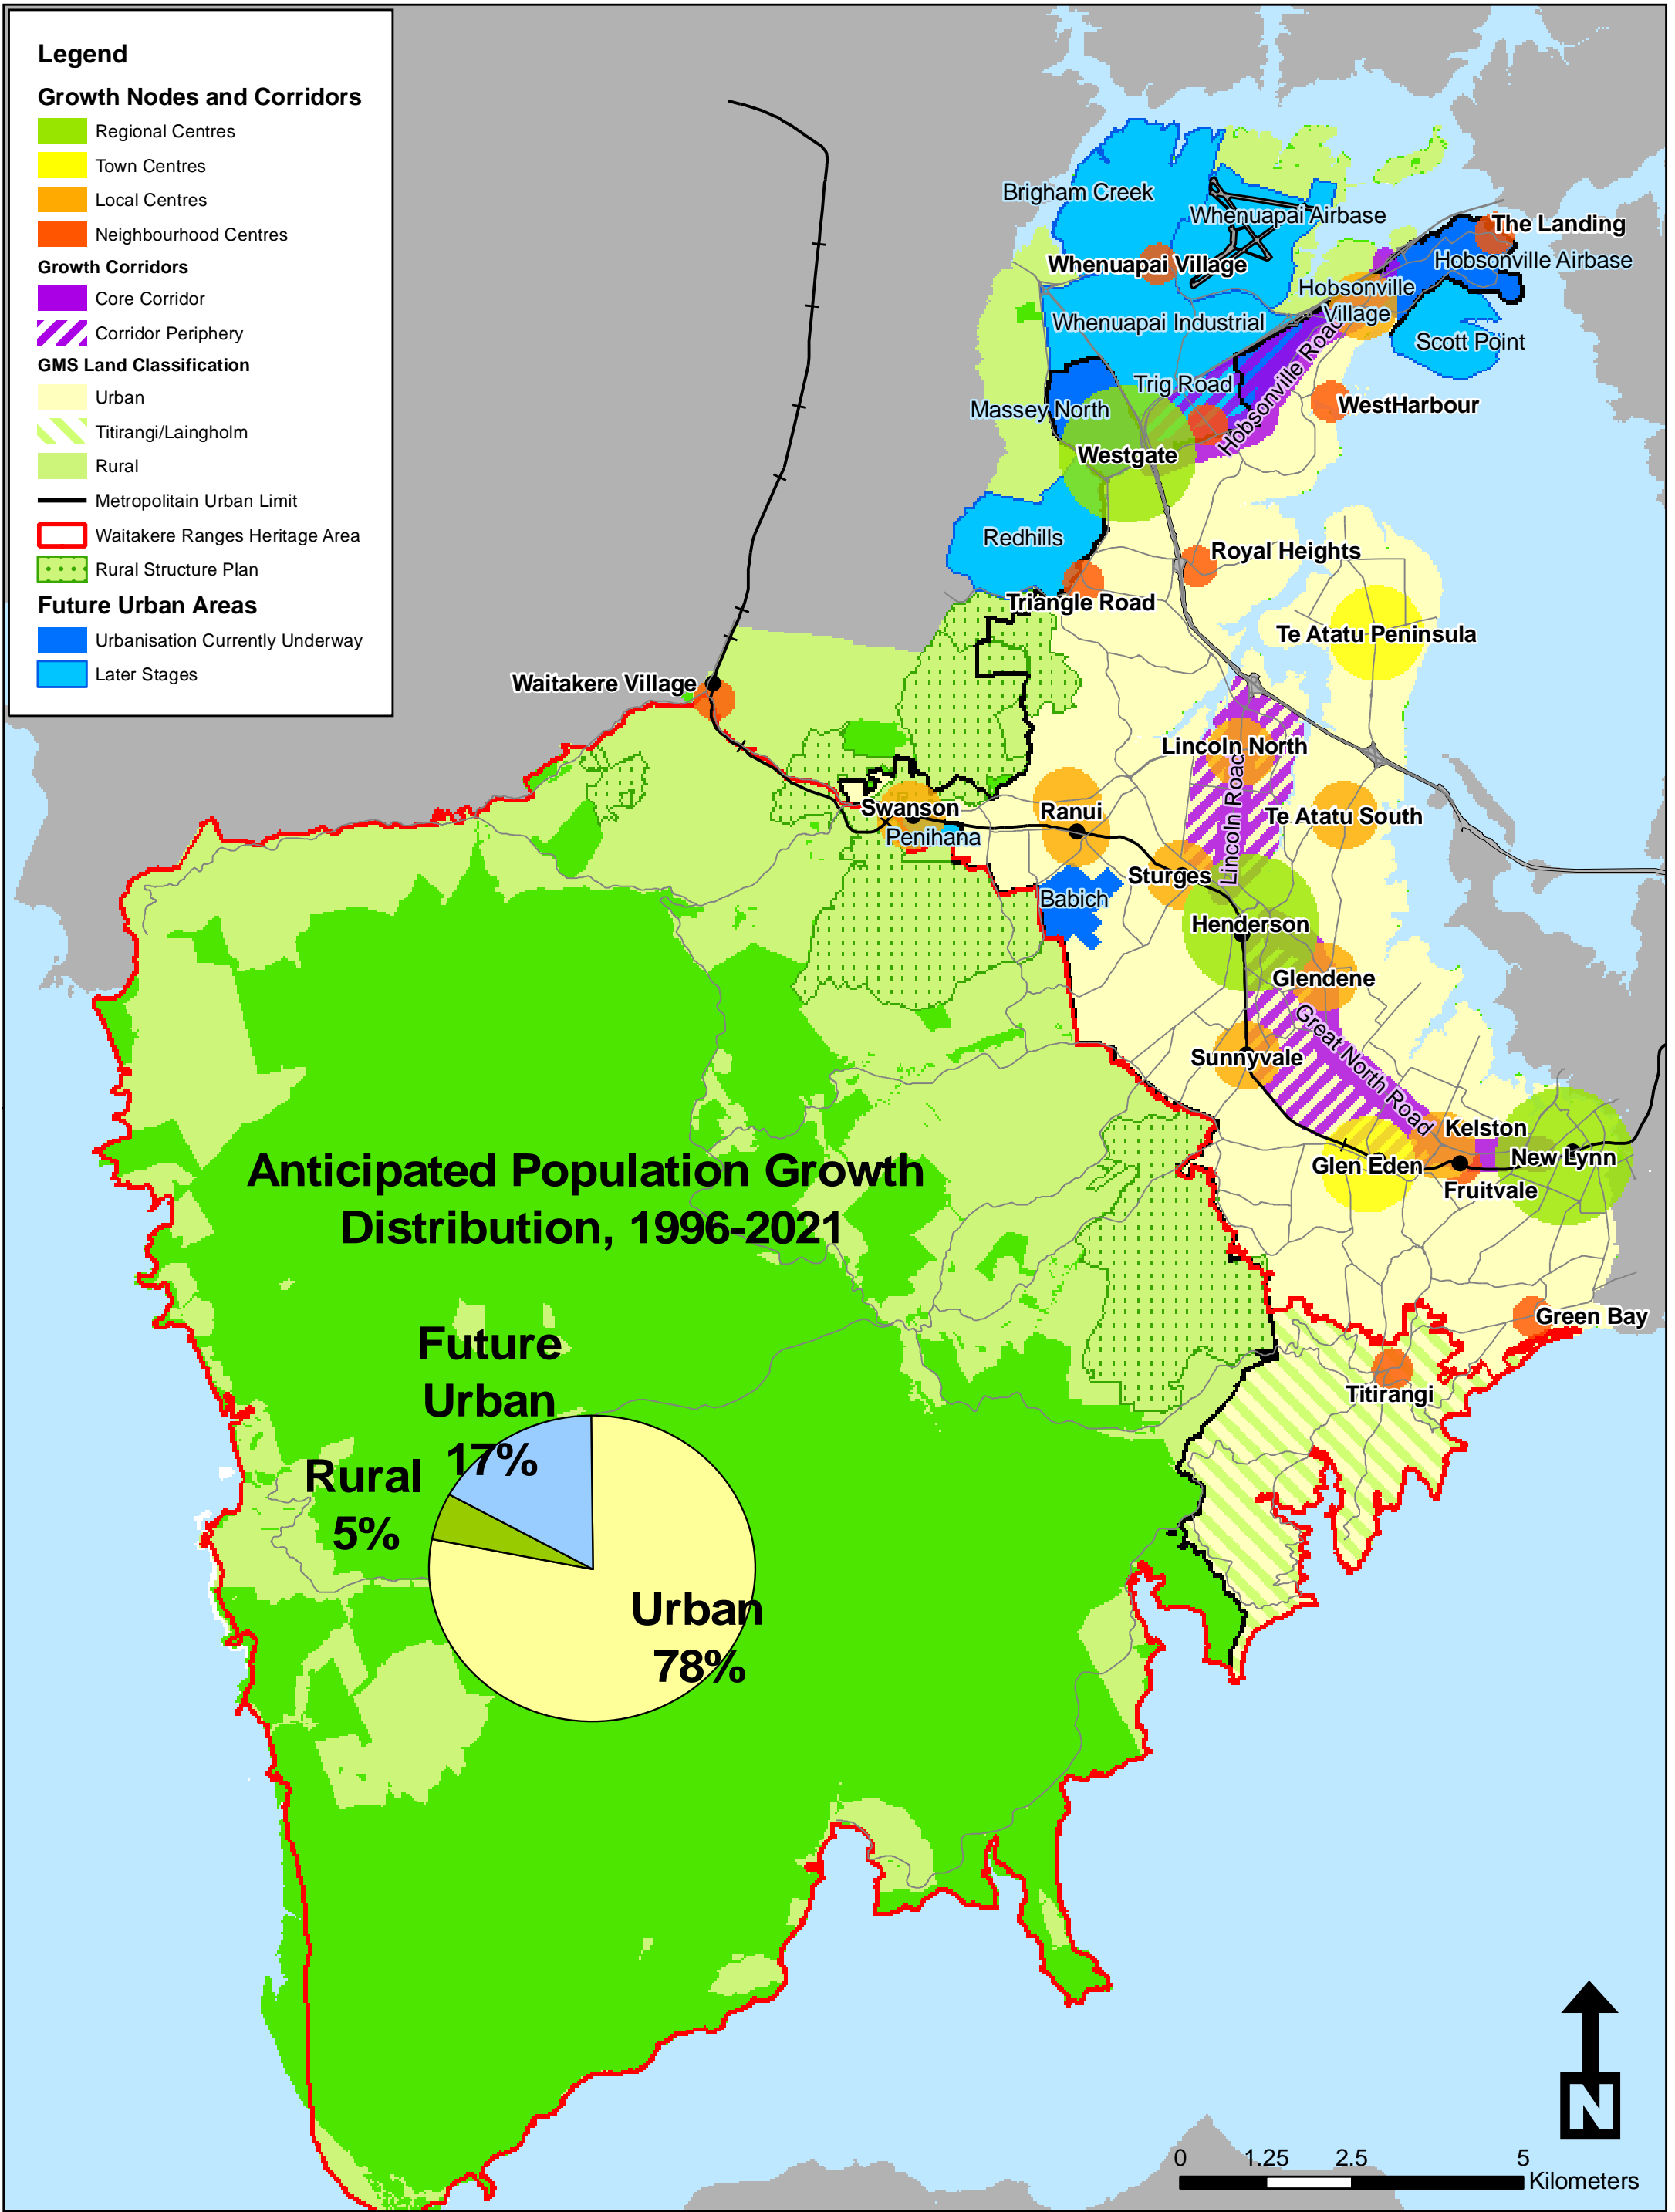 Legend
Growth Nodes and Corridors
Regional Centres
Town Centres
Local Centres
Neighbourhood Centres
Growth Corridors
Core Corridor
Corridor Periphery
GMS Land Classification
Urban
Titirangi/Laingholm
Rural
Metropolitain Urban Limit
Waitakere Ranges Heritage Area
Rural Structure Plan
Future Urban Areas
Urbanisation Currently Underway
Later Stages
Brigham Creek
Whenuapai Airbase
The Landing
Hobsonville Airbase
Whenuapai Village
Hobsonville
Village
Whenuapai Industrial
Scott Point
Trig Road
Hobsonville Road
Massey North
WestHarbour
Westgate
Redhills
Royal Heights
Triangle Road
Te Atatu Peninsula
Waitakere Village
Lincoln North
Lincoln Road
Swanson
Ranui
Te Atatu South
Penihana
Sturges
Babich
Henderson
Glendene
Great North Road
Sunnyvale
Kelston
New Lynn
Glen Eden
Fruitvale
Green Bay
Titirangi
Anticipated Population Growth
Distribution, 1996-2021
Future
Urban
17%
Rural
5%
Urban
78%
N
0 1.25 2.5 5
Kilometers